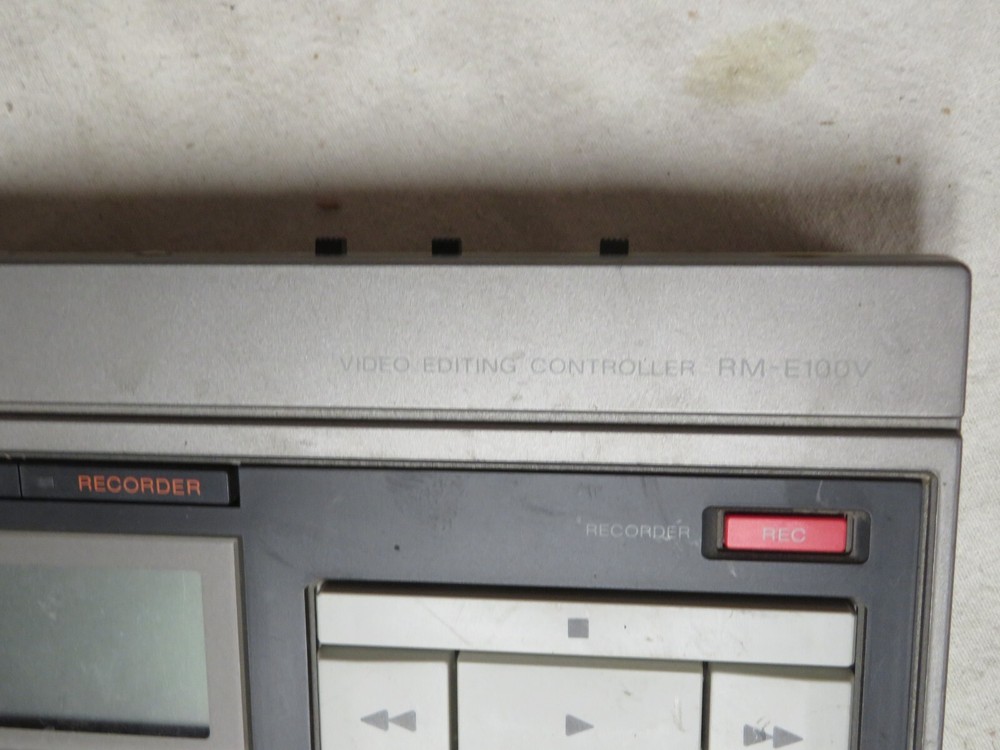 VIDEO EDITING CONTROLLER RM-E100V
RECORDER
RECORDER REC